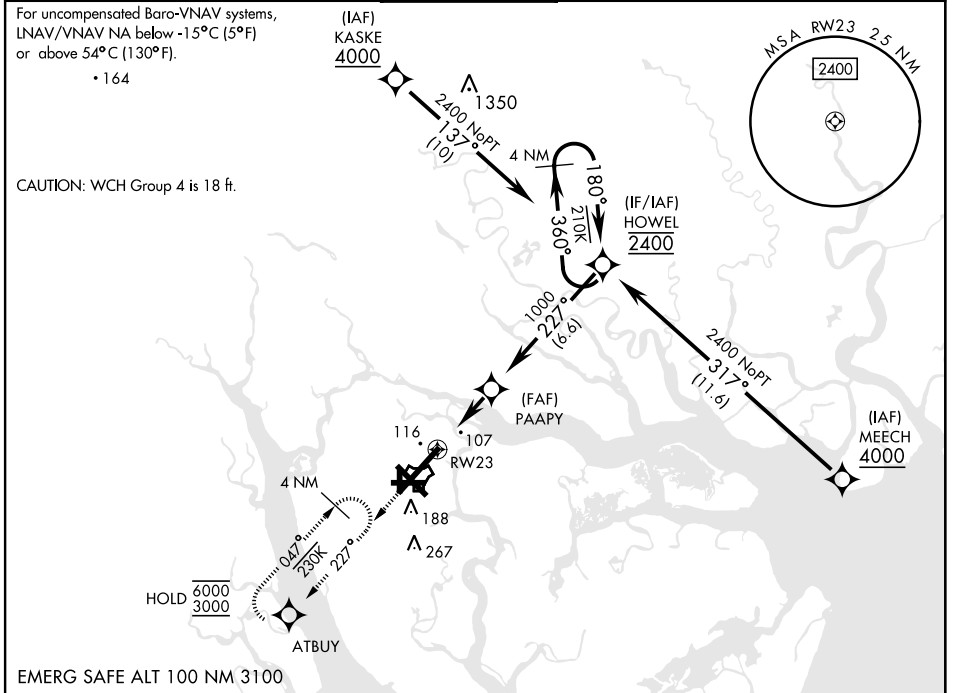 For uncompensated Baro-VNAV systems,
LNAV/VNAV NA below -15°C (5°F)
or above 54°C (130°F).
• 164
CAUTION: WCH Group 4 is 18 ft.
(IAF)
KASKE
4000
1350
2400 NoPT
137°
(10)
4 NM
180°
210K
360°
(IF/IAF)
HOWEL
2400
MSA RW23 25 NM
2400
1000
227°
(6.6)
2400 NoPT
317°
(11.6)
(IAF)
MEECH
4000
(FAF)
PAAPY
116
107
RW23
4 NM
188
267
047°
230K
227°
HOLD 6000
3000
ATBUY
EMERG SAFE ALT 100 NM 3100